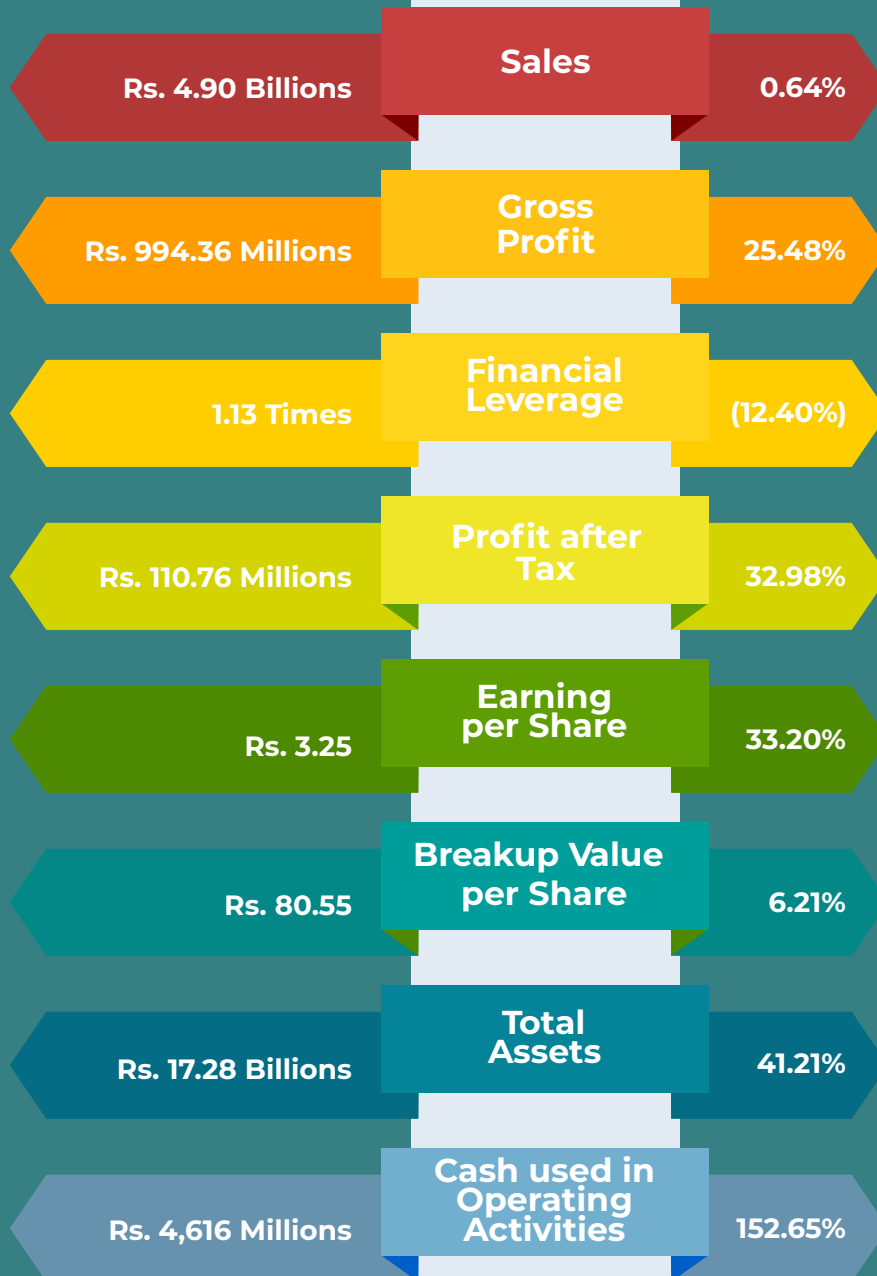 Sales
Rs. 4.90 Billions
0.64%
Gross
Profit
Rs. 994.36 Millions
25.48%
Financial
Leverage
1.13 Times
(12.40%)
Profit after
Tax
Rs. 110.76 Millions
32.98%
Earning
per Share
Rs. 3.25
33.20%
Breakup Value
per Share
Rs. 80.55
6.21%
Total
Assets
Rs. 17.28 Billions
41.21%
Cash used in
Operating
Activities
Rs. 4,616 Millions
152.65%